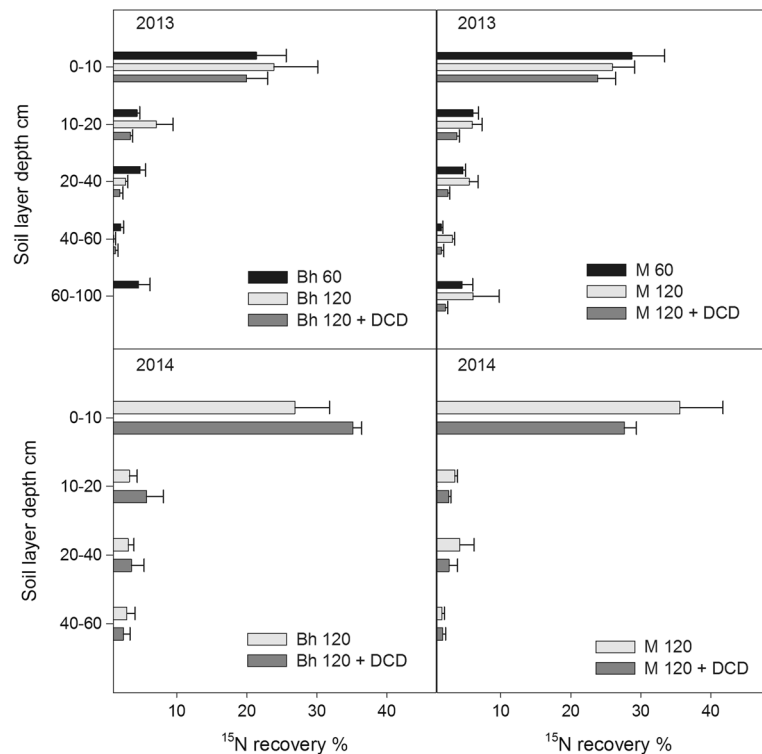 2013
2013
Soil layer depth cm
0-10
10-20
20-40
40-60
60-100
Bh 60
Bh 120
Bh 120 + DCD
M 60
M 120
M 120 + DCD
2014
2014
Soil layer depth cm
0-10
10-20
20-40
40-60
Bh 120
Bh 120 + DCD
M 120
M 120 + DCD
10 20 30 40
10 20 30 40
¹⁵N recovery %
¹⁵N recovery %